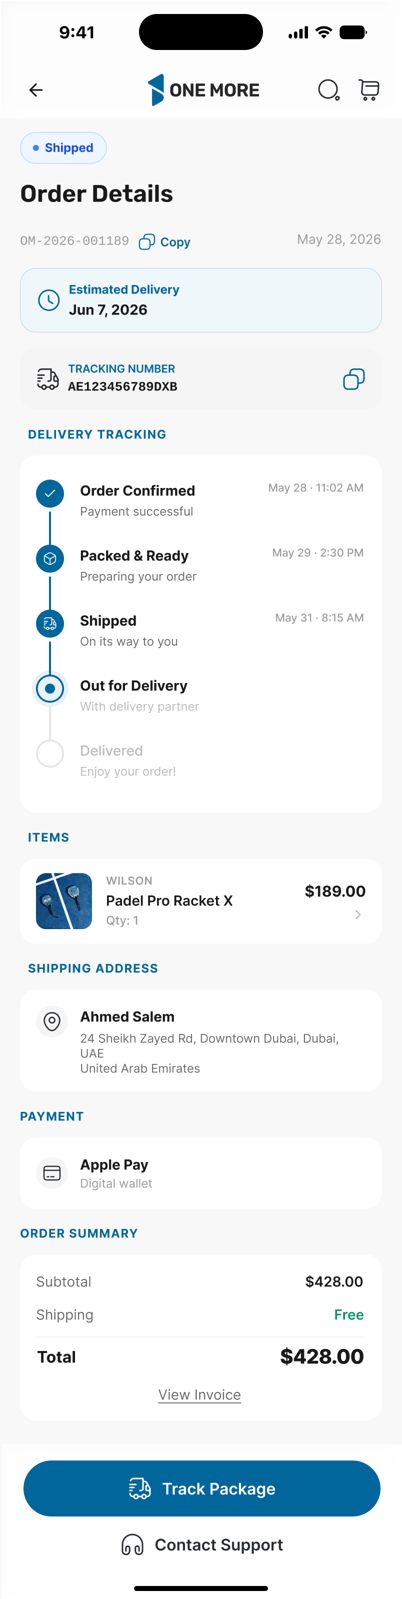 9:41
ONE MORE
Shipped
Order Details
OM-2026-001189 Copy May 28, 2026
Estimated Delivery
Jun 7, 2026
TRACKING NUMBER
AE123456789DXB
DELIVERY TRACKING
Order Confirmed May 28 · 11:02 AM
Payment successful
Packed & Ready May 29 · 2:30 PM
Preparing your order
Shipped May 31 · 8:15 AM
On its way to you
Out for Delivery
With delivery partner
Delivered
Enjoy your order!
ITEMS
WILSON
Padel Pro Racket X $189.00
Qty: 1
SHIPPING ADDRESS
Ahmed Salem
24 Sheikh Zayed Rd, Downtown Dubai, Dubai,
UAE
United Arab Emirates
PAYMENT
Apple Pay
Digital wallet
ORDER SUMMARY
Subtotal $428.00
Shipping Free
Total $428.00
View Invoice
Track Package
Contact Support